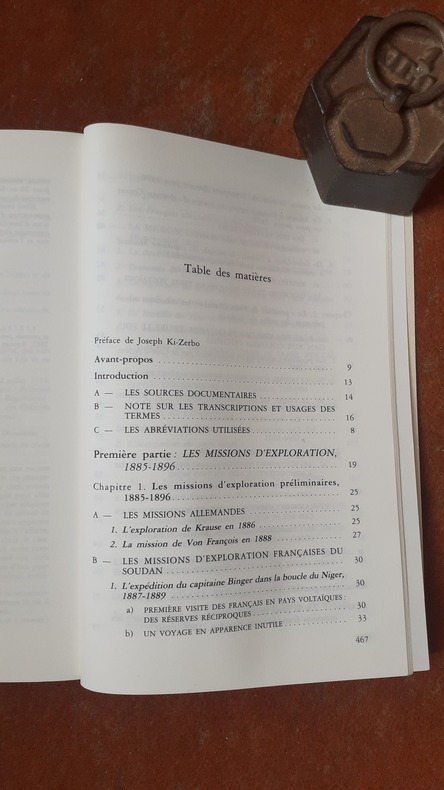 Table des matières
Préface de Joseph Ki-Zerbo
Avant-propos .......... 9
Introduction .......... 13
A — LES SOURCES DOCUMENTAIRES .......... 14
B — NOTE SUR LES TRANSCRIPTIONS ET USAGES DES
TERMES .......... 16
C — LES ABRÉVIATIONS UTILISÉES .......... 8
Première partie : LES MISSIONS D'EXPLORATION,
1885-1896 .......... 19
Chapitre 1. Les missions d'exploration préliminaires,
1885-1896 .......... 25
A — LES MISSIONS ALLEMANDES .......... 25
1. L'exploration de Krause en 1886 .......... 25
2. La mission de Von François en 1888 .......... 27
B — LES MISSIONS D'EXPLORATION FRANÇAISES DU
SOUDAN .......... 30
1. L'expédition du capitaine Binger dans la boucle du Niger,
1887-1889 .......... 30
a) PREMIÈRE VISITE DES FRANÇAIS EN PAYS VOLTAÏQUES :
DES RÉSERVES RÉCIPROQUES .......... 30
b) UN VOYAGE EN APPARENCE INUTILE .......... 33
467